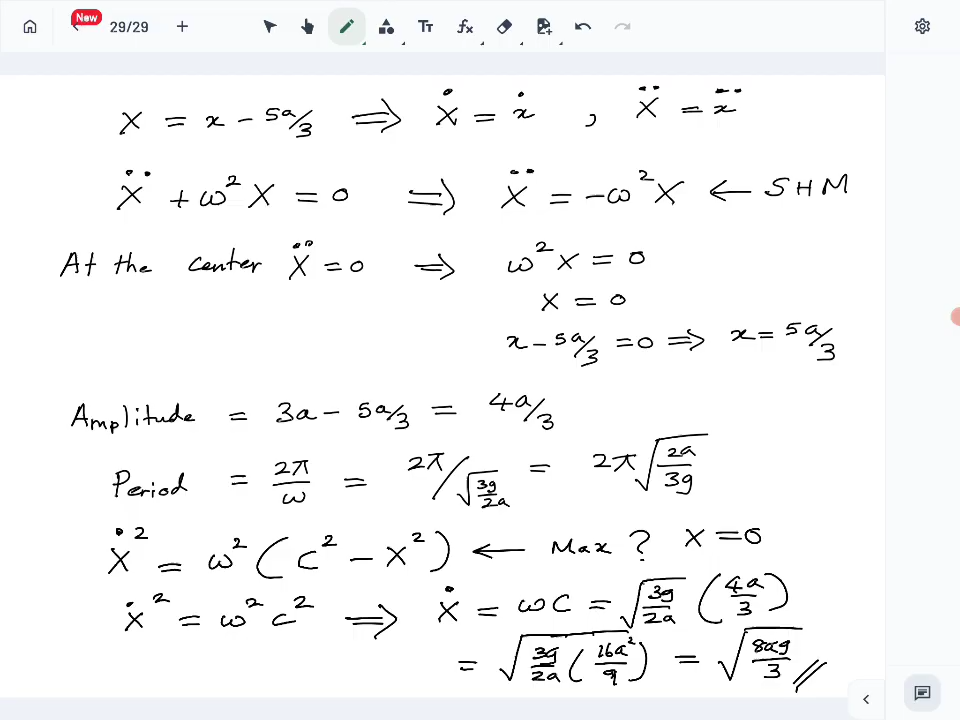 New
29/29
Tт fx
X = x - 5a/3 ⟹ Ẋ = ẋ , Ẍ = ẍ
Ẍ + ω²X = 0 ⟹ Ẍ = -ω²X ← SHM
At the center Ẍ = 0 ⟹ ω²X = 0
X = 0
x - 5a/3 = 0 ⟹ x = 5a/3
Amplitude = 3a - 5a/3 = 4a/3
Period = 2π/ω = 2π/√(3g/2a) = 2π√(2a/3g)
Ẋ² = ω²(C² - X²) ← Max ? X = 0
Ẋ² = ω²C² ⟹ Ẋ = ωC = √(3g/2a) (4a/3)
= √(3g/2a (16a²/9)) = √(8ag/3) //